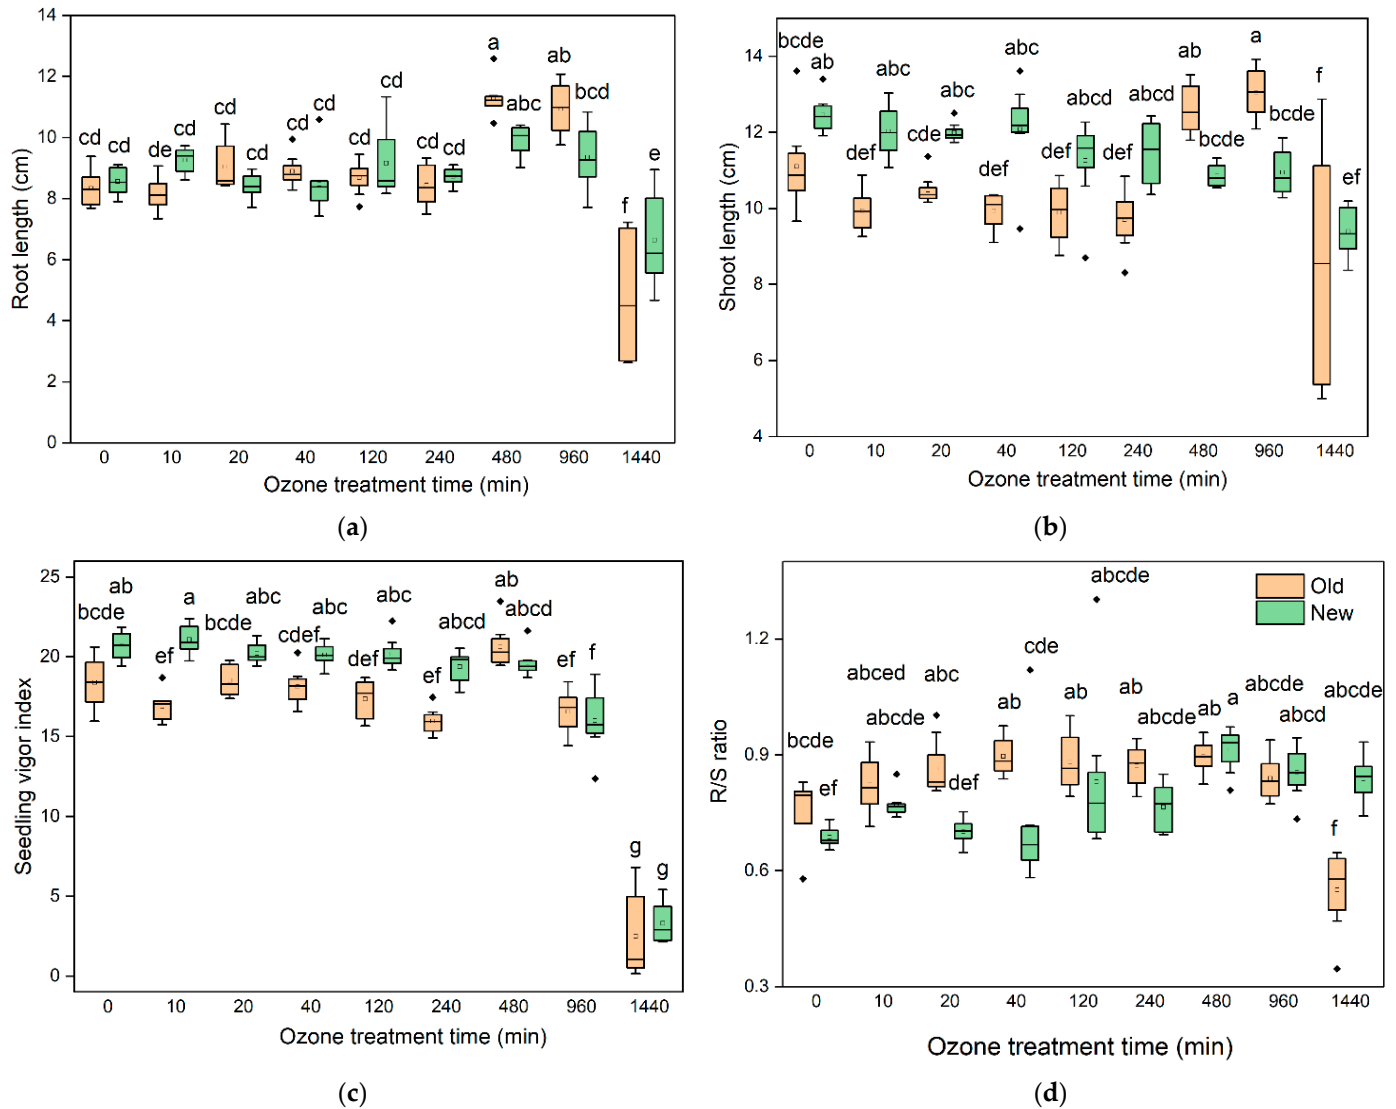 14
12
10
8
6
4
2
0
Root length (cm)
cd
cd
de
cd
cd
cd
cd
cd
cd
cd
cd
cd
a
abc
ab
bcd
f
e
0 10 20 40 120 240 480 960 1440
Ozone treatment time (min)
(a)
14
12
10
8
6
4
Shoot length (cm)
bcde
ab
def
abc
cde
abc
def
abc
def
abcd
def
abcd
ab
bcde
a
bcde
f
ef
0 10 20 40 120 240 480 960 1440
Ozone treatment time (min)
(b)
25
20
15
10
5
0
Seedling vigor index
bcde
ab
ef
a
bcde
abc
cdef
abc
def
abc
ef
abcd
ab
abcd
ef
f
g
g
0 10 20 40 120 240 480 960 1440
Ozone treatment time (min)
(c)
1.2
0.9
0.6
0.3
R/S ratio
Old
New
bcde
ef
abced
abcde
abc
def
ab
cde
ab
abcde
ab
abcde
ab
a
abcde
abcd
f
abcde
0 10 20 40 120 240 480 960 1440
Ozone treatment time (min)
(d)